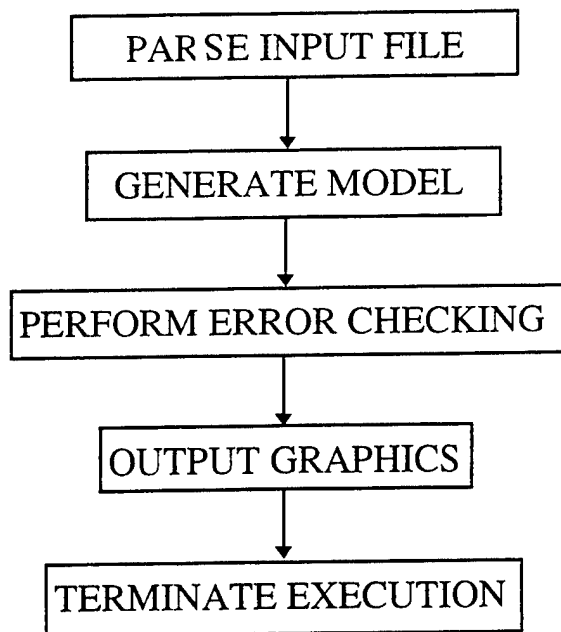 PARSE INPUT FILE
GENERATE MODEL
PERFORM ERROR CHECKING
OUTPUT GRAPHICS
TERMINATE EXECUTION